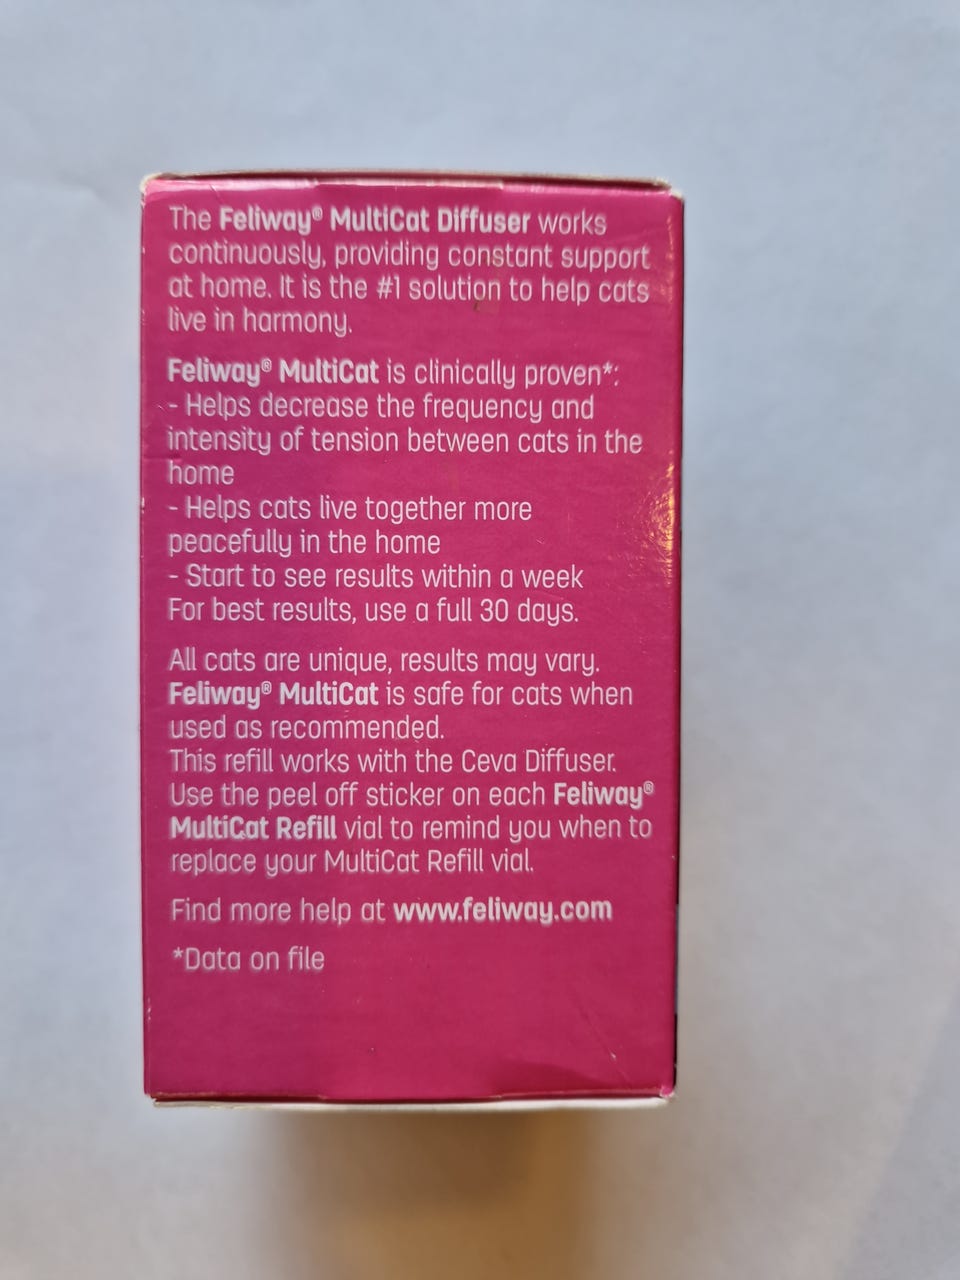 The Feliway® MultiCat Diffuser works
continuously, providing constant support
at home. It is the #1 solution to help cats
live in harmony.
Feliway® MultiCat is clinically proven*:
- Helps decrease the frequency and
intensity of tension between cats in the
home
- Helps cats live together more
peacefully in the home
- Start to see results within a week
For best results, use a full 30 days.
All cats are unique, results may vary.
Feliway® MultiCat is safe for cats when
used as recommended.
This refill works with the Ceva Diffuser.
Use the peel off sticker on each Feliway®
MultiCat Refill vial to remind you when to
replace your MultiCat Refill vial.
Find more help at www.feliway.com
*Data on file